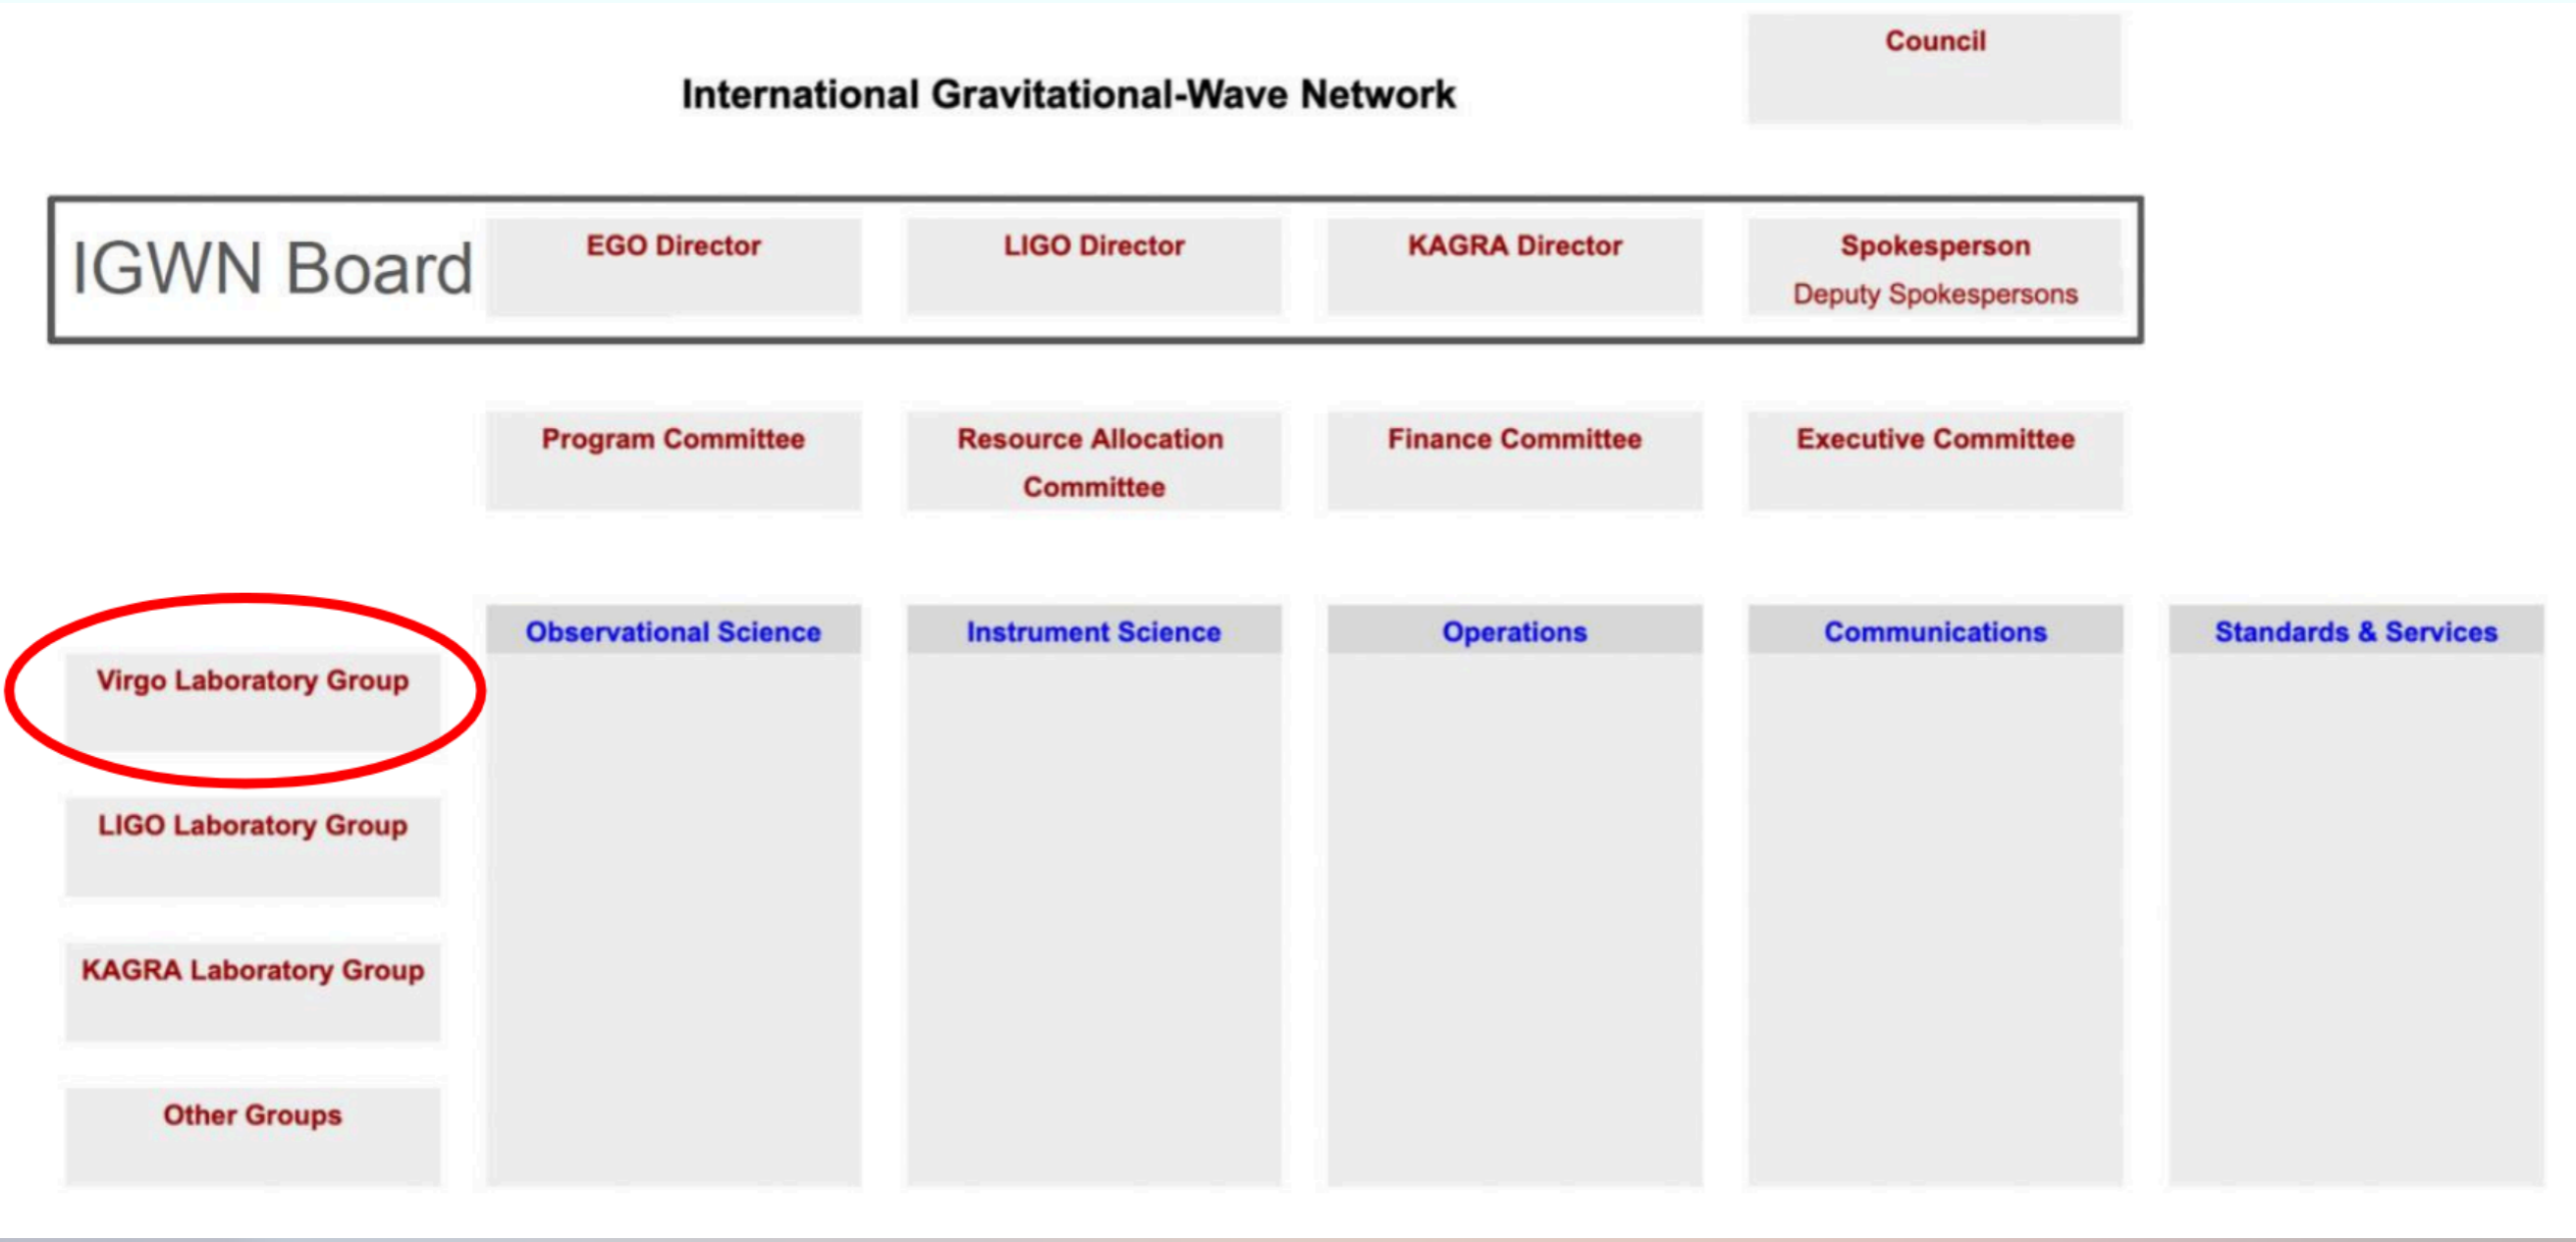 Council
International Gravitational-Wave Network
IGWN Board
EGO Director
LIGO Director
KAGRA Director
Spokesperson
Deputy Spokespersons
Program Committee
Resource Allocation
Committee
Finance Committee
Executive Committee
Observational Science
Instrument Science
Operations
Communications
Standards & Services
Virgo Laboratory Group
LIGO Laboratory Group
KAGRA Laboratory Group
Other Groups